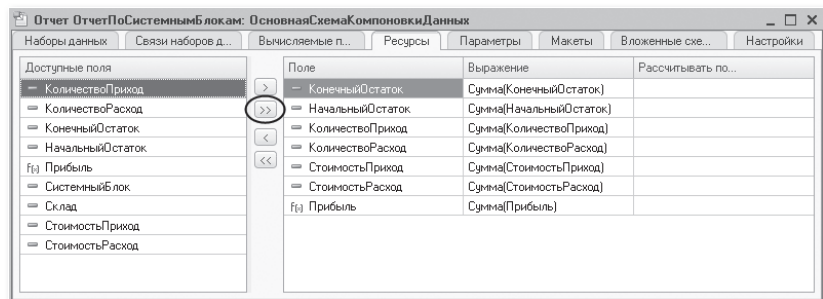 Отчет ОтчетПоСистемнымБлокам: ОсновнаяСхемаКомпоновкиДанных
Наборы данных Связи наборов д... Вычисляемые п... Ресурсы Параметры Макеты Вложенные схе... Настройки
Доступные поля Поле Выражение Рассчитывать по...
КоличествоПриход > КонечныйОстаток Сумма(КонечныйОстаток)
КоличествоРасход >> НачальныйОстаток Сумма(НачальныйОстаток)
КонечныйОстаток < КоличествоПриход Сумма(КоличествоПриход)
НачальныйОстаток << КоличествоРасход Сумма(КоличествоРасход)
Прибыль СтоимостьПриход Сумма(СтоимостьПриход)
СистемныйБлок СтоимостьРасход Сумма(СтоимостьРасход)
Склад Прибыль Сумма(Прибыль)
СтоимостьПриход
СтоимостьРасход